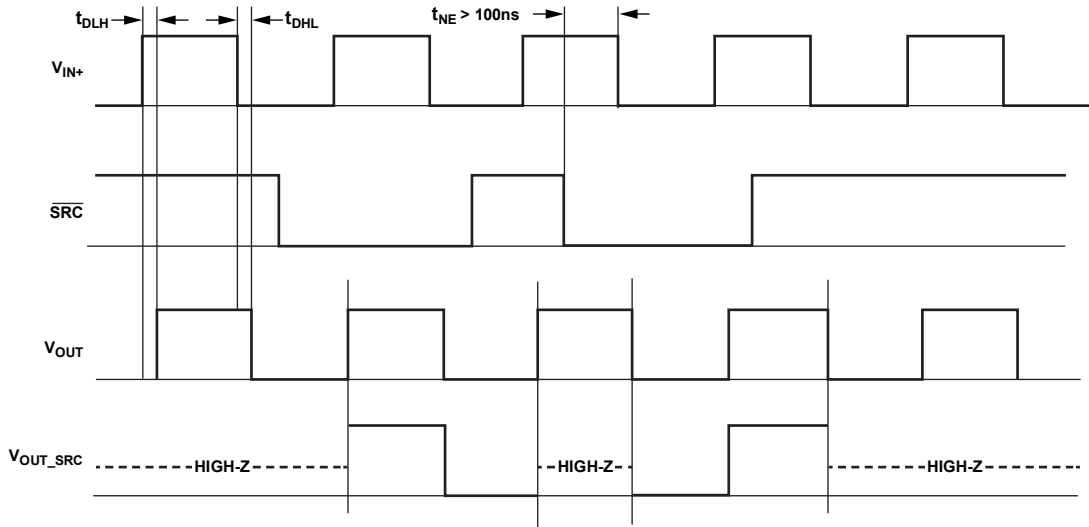 tDLH
tDHL
tNE > 100ns
VIN+
SRC
VOUT
VOUT_SRC
HIGH-Z
HIGH-Z
HIGH-Z